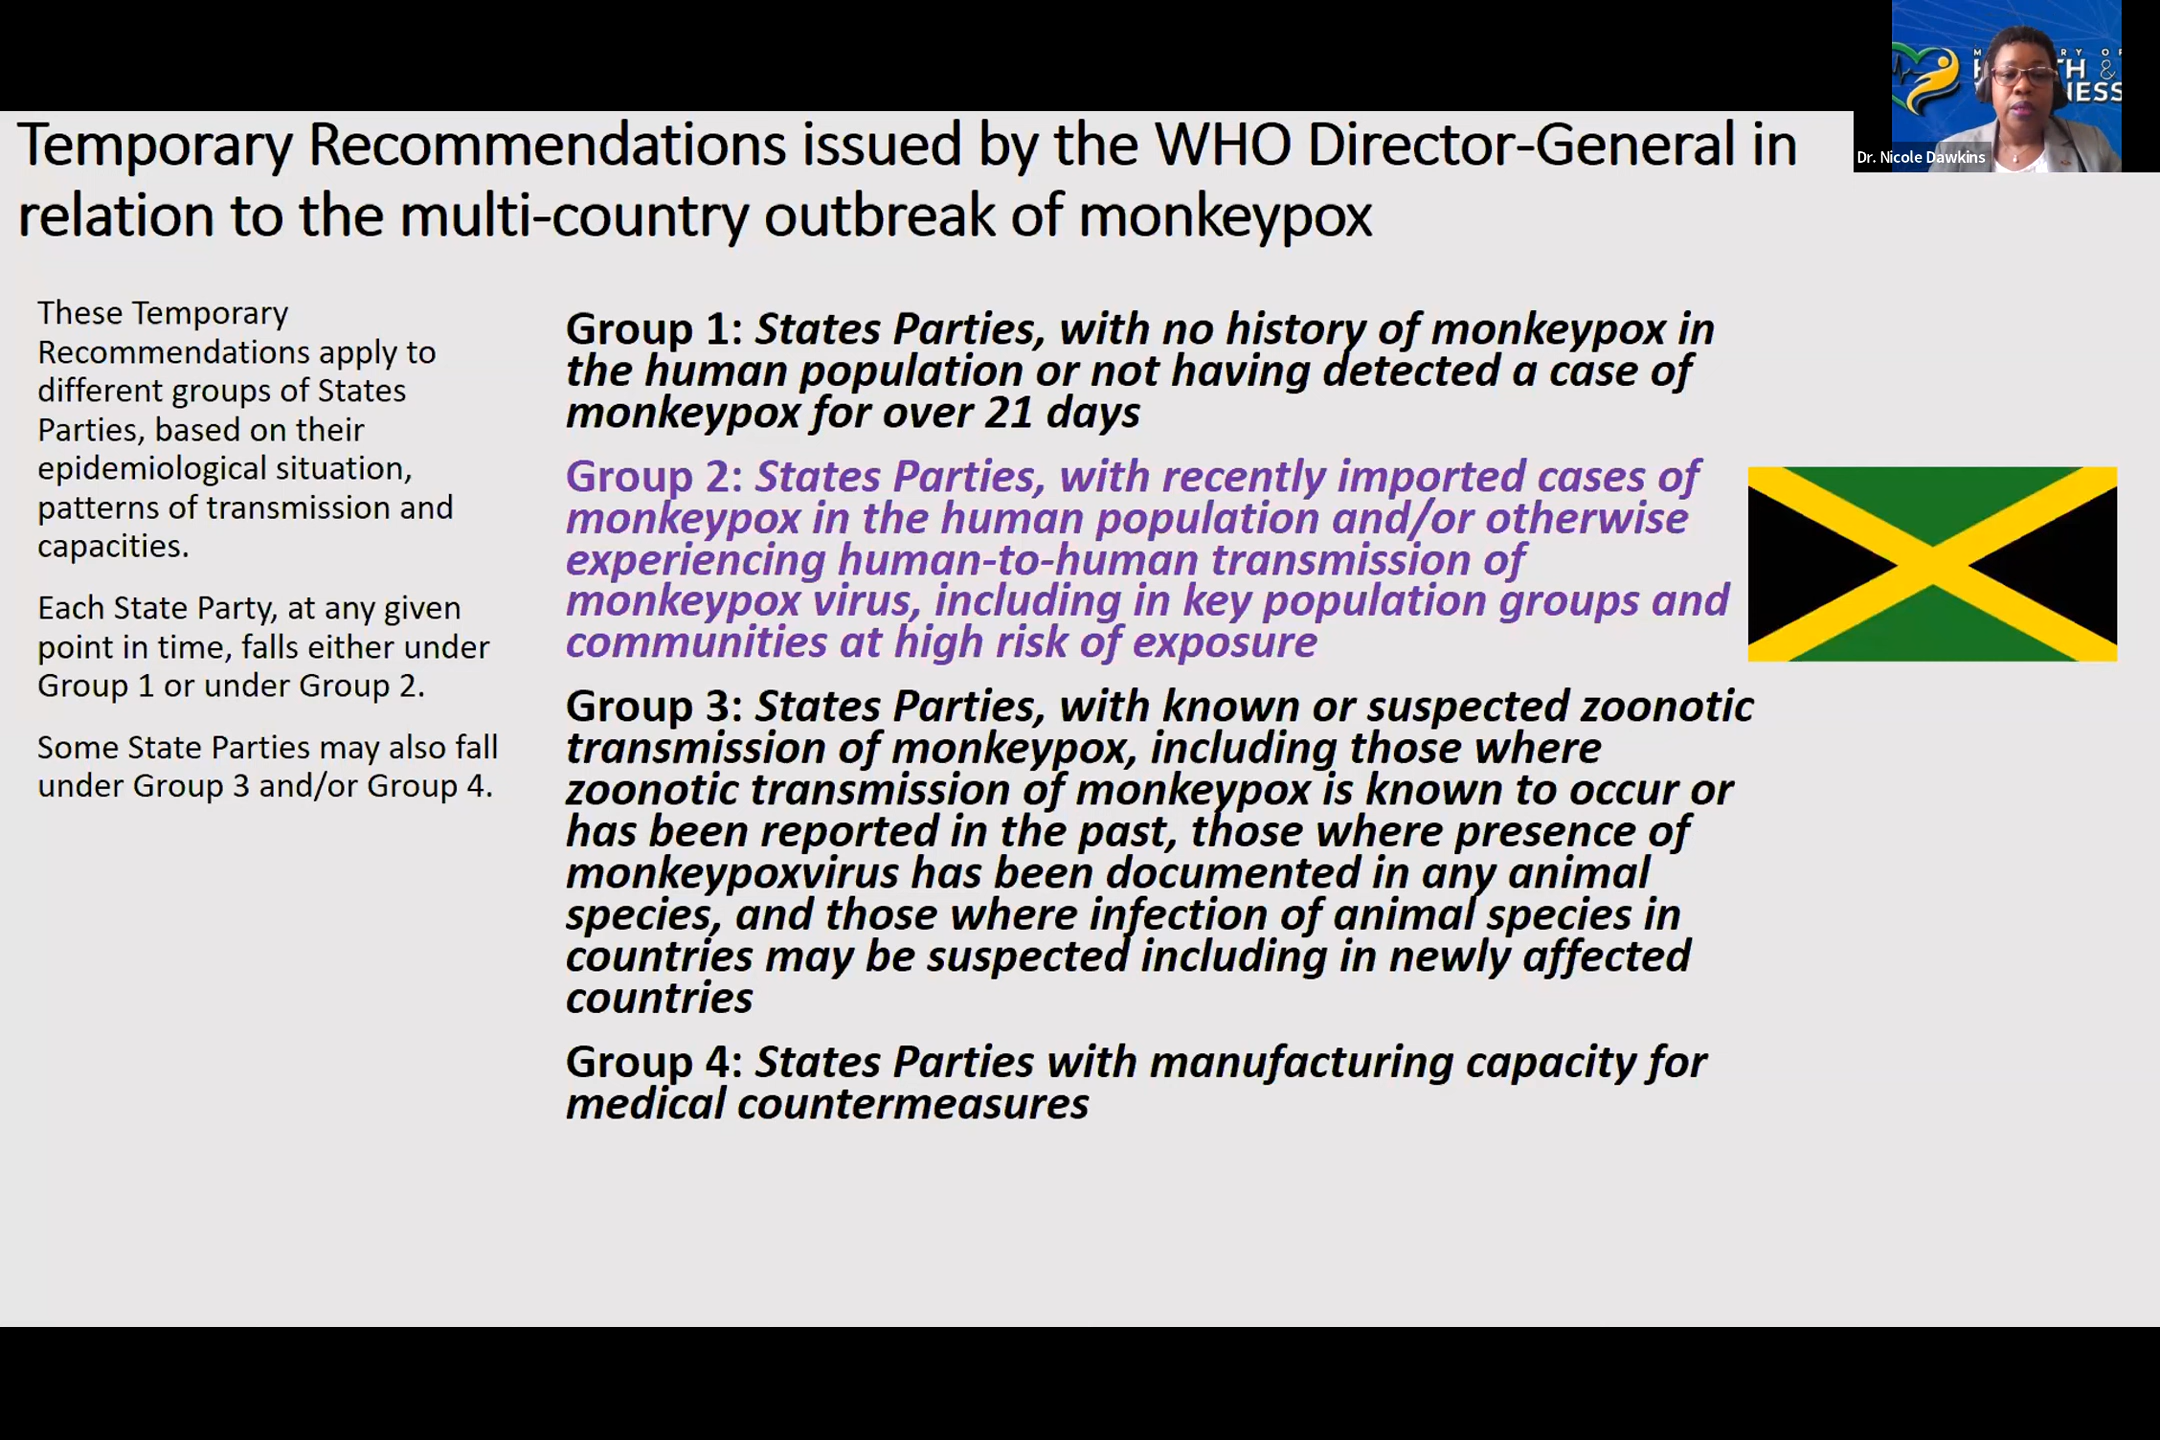 Temporary Recommendations issued by the WHO Director-General in
relation to the multi-country outbreak of monkeypox
Dr. Nicole Dawkins
These Temporary
Recommendations apply to
different groups of States
Parties, based on their
epidemiological situation,
patterns of transmission and
capacities.
Each State Party, at any given
point in time, falls either under
Group 1 or under Group 2.
Some State Parties may also fall
under Group 3 and/or Group 4.
Group 1: States Parties, with no history of monkeypox in
the human population or not having detected a case of
monkeypox for over 21 days
Group 2: States Parties, with recently imported cases of
monkeypox in the human population and/or otherwise
experiencing human-to-human transmission of
monkeypox virus, including in key population groups and
communities at high risk of exposure
Group 3: States Parties, with known or suspected zoonotic
transmission of monkeypox, including those where
zoonotic transmission of monkeypox is known to occur or
has been reported in the past, those where presence of
monkeypoxvirus has been documented in any animal
species, and those where infection of animal species in
countries may be suspected including in newly affected
countries
Group 4: States Parties with manufacturing capacity for
medical countermeasures